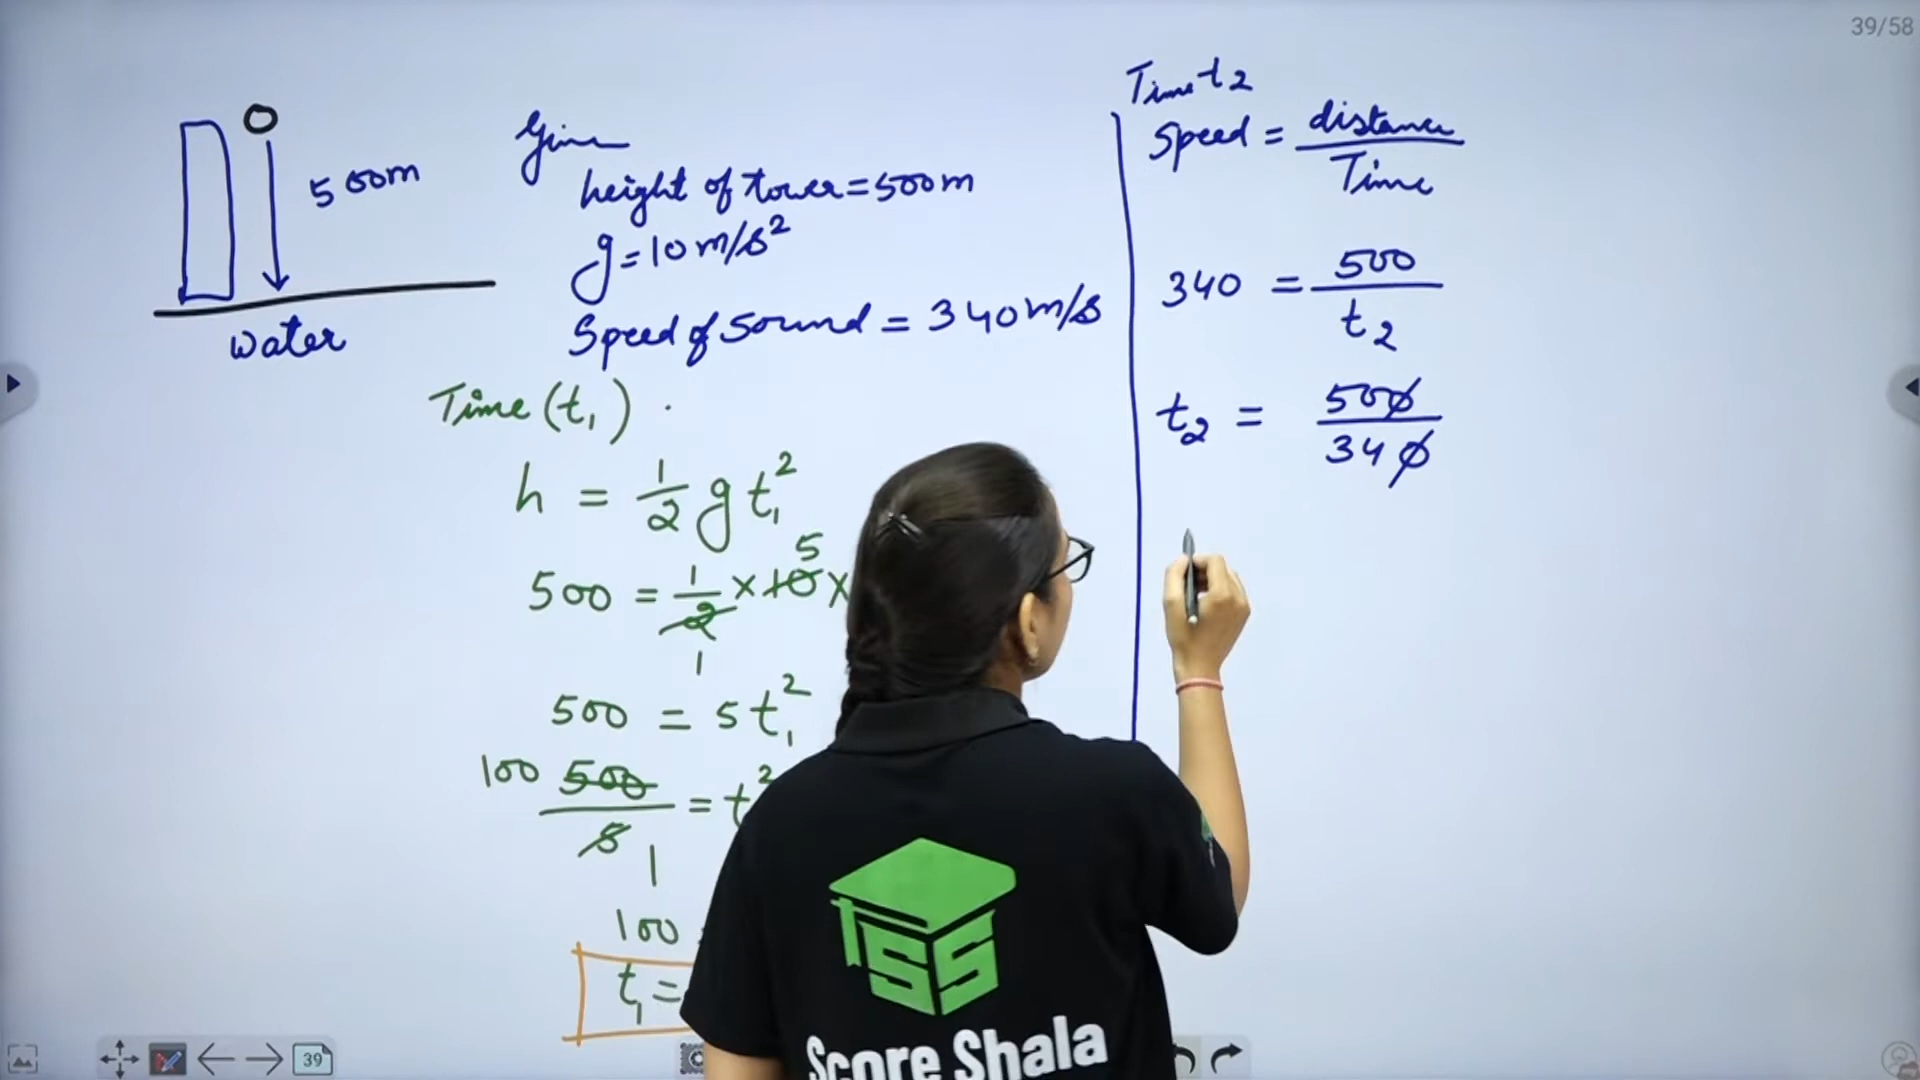 39/58
500m
water
Given
height of tower = 500m
g = 10 m/s²
Speed of Sound = 340 m/s
Time (t₁)
h = 1/2 g t₁²
5
500 = 1/2 × 10 ×
1
500 = 5 t₁²
100 500/5 = t²
1
100
t₁ =
Time t₂
Speed = distance/Time
340 = 500/t₂
t₂ = 500/340
SS
Score Shala
39